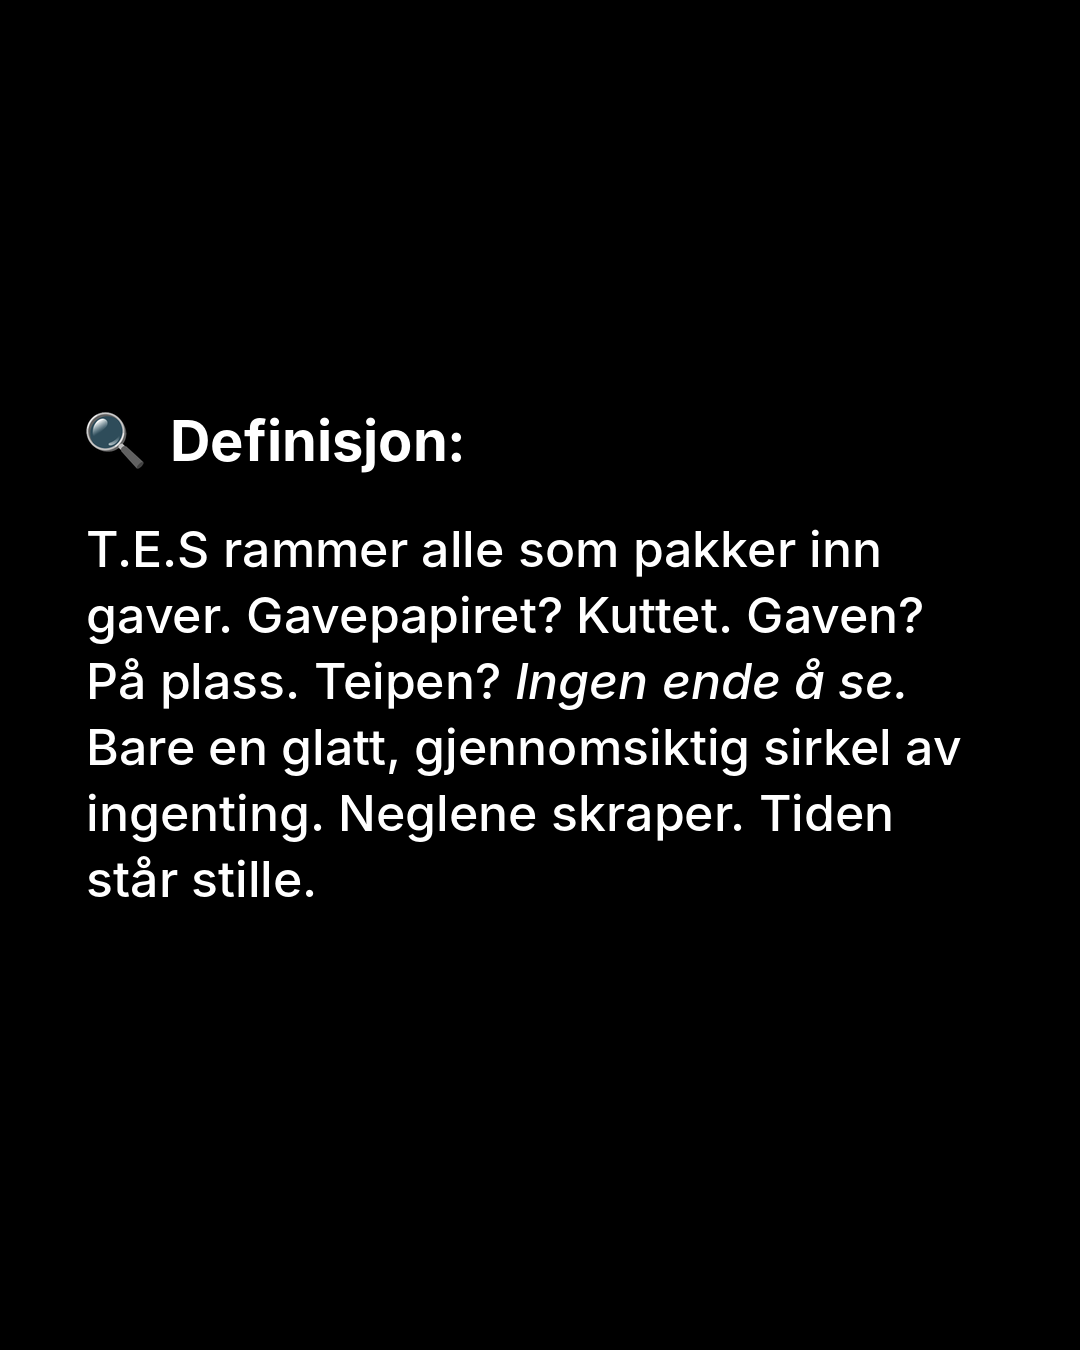 🔍 Definisjon:
T.E.S rammer alle som pakker inn
gaver. Gavepapiret? Kuttet. Gaven?
På plass. Teipen? Ingen ende å se.
Bare en glatt, gjennomsiktig sirkel av
ingenting. Neglene skraper. Tiden
står stille.